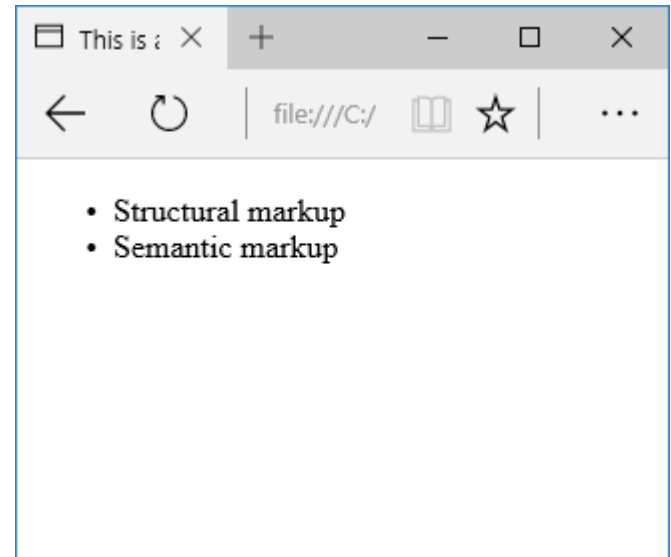 This is a
file:///C:/
• Structural markup
• Semantic markup